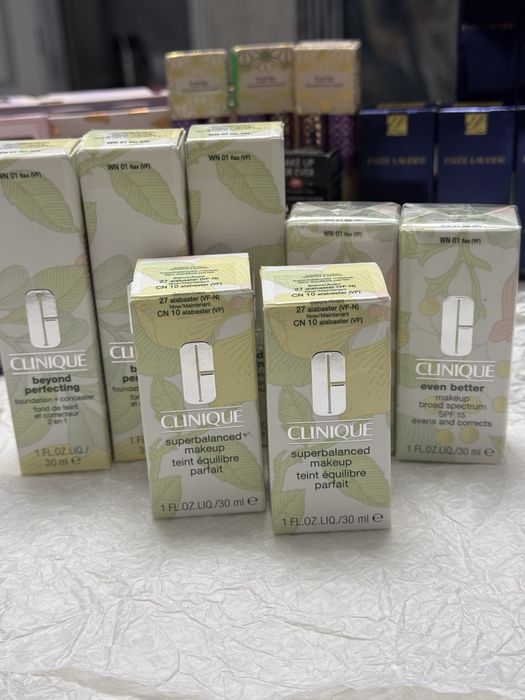 WN 01 flax (VF)
CLINIQUE
beyond
perfecting
foundation + concealer
fond de teint
et correcteur
2 en 1
1 FL.OZ.LIQ./
30 ml e
WN 01 flax (VF)
WN 01 flax (VF)
27 alabaster (VF-N)
Now/Maintenant
CN 10 alabaster (VF)
CLINIQUE
superbalanced
makeup
teint équilibre
parfait
1 FL.OZ.LIQ./30 ml e
27 alabaster (VF-N)
Now/Maintenant
CN 10 alabaster (VF)
CLINIQUE
superbalanced
makeup
teint équilibre
parfait
1 FL.OZ.LIQ./30 ml e
WN 01 flax (VF)
WN 01 flax (VF)
CLINIQUE
even better
makeup
broad spectrum
SPF 15
evens and corrects
1 FL.OZ.LIQ./30 ml e
tarte
tarte
tarte
MAKE UP
FOR EVER
ESTĒE LAUDER
ESTĒE LAUDER